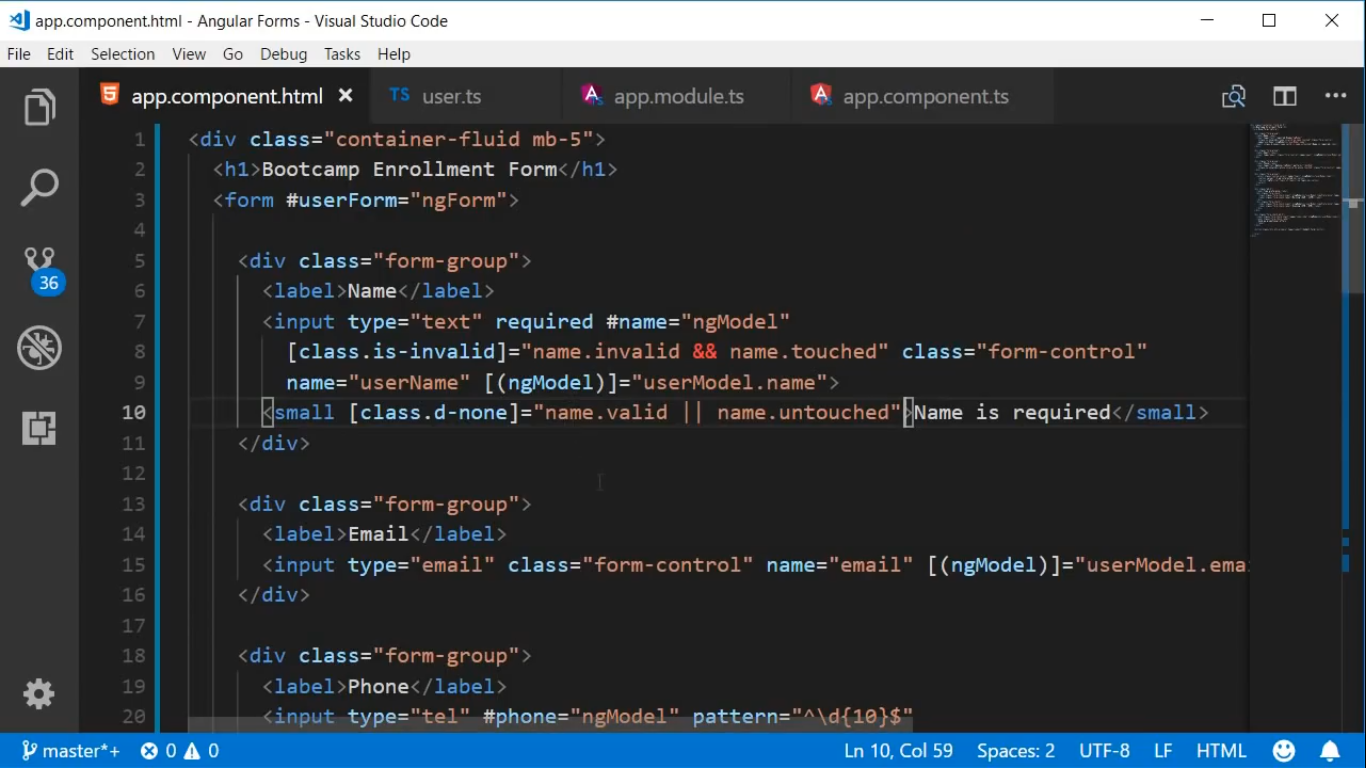 app.component.html - Angular Forms - Visual Studio Code
File Edit Selection View Go Debug Tasks Help
app.component.html TS user.ts app.module.ts app.component.ts
1 <div class="container-fluid mb-5">
2 <h1>Bootcamp Enrollment Form</h1>
3 <form #userForm="ngForm">
4
5 <div class="form-group">
6 <label>Name</label>
7 <input type="text" required #name="ngModel"
8 [class.is-invalid]="name.invalid && name.touched" class="form-control"
9 name="userName" [(ngModel)]="userModel.name">
10 <small [class.d-none]="name.valid || name.untouched">Name is required</small>
11 </div>
12
13 <div class="form-group">
14 <label>Email</label>
15 <input type="email" class="form-control" name="email" [(ngModel)]="userModel.emai
16 </div>
17
18 <div class="form-group">
19 <label>Phone</label>
20 <input type="tel" #phone="ngModel" pattern="^\d{10}$"
36
master*+ 0 0 Ln 10, Col 59 Spaces: 2 UTF-8 LF HTML